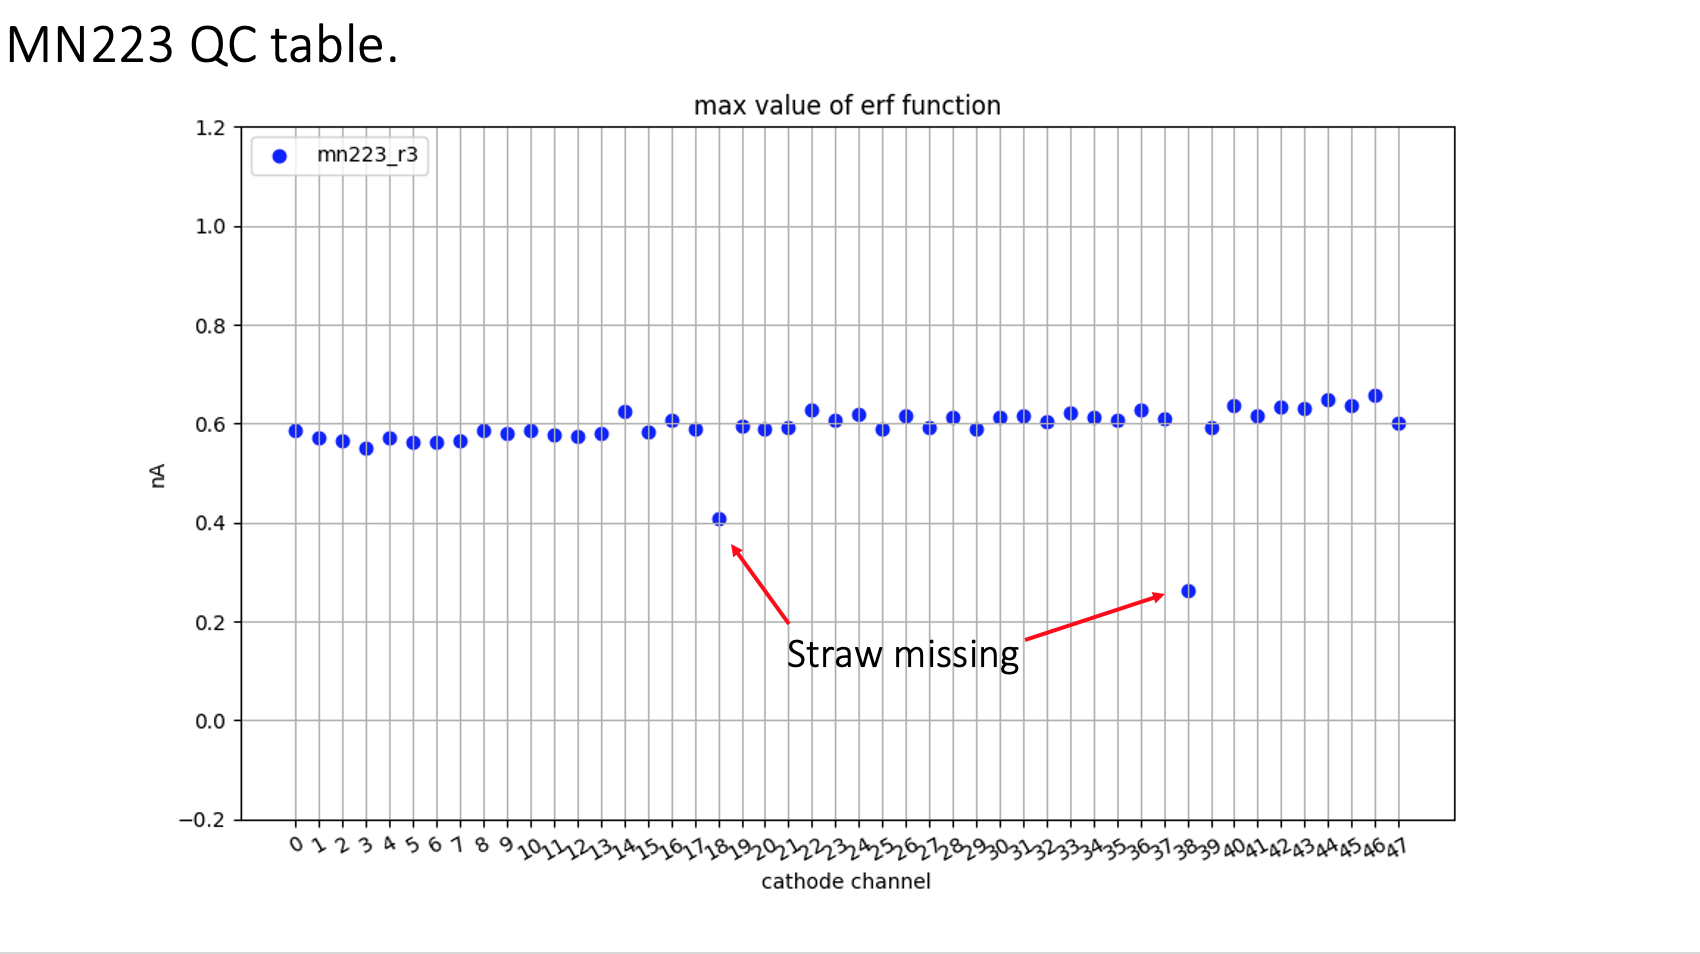 MN223 QC table.
max value of erf function
mn223_r3
1.2
1.0
0.8
0.6
0.4
0.2
0.0
−0.2
nA
Straw missing
0 1 2 3 4 5 6 7 8 9 10 11 12 13 14 15 16 17 18 19 20 21 22 23 24 25 26 27 28 29 30 31 32 33 34 35 36 37 38 39 40 41 42 43 44 45 46 47
cathode channel